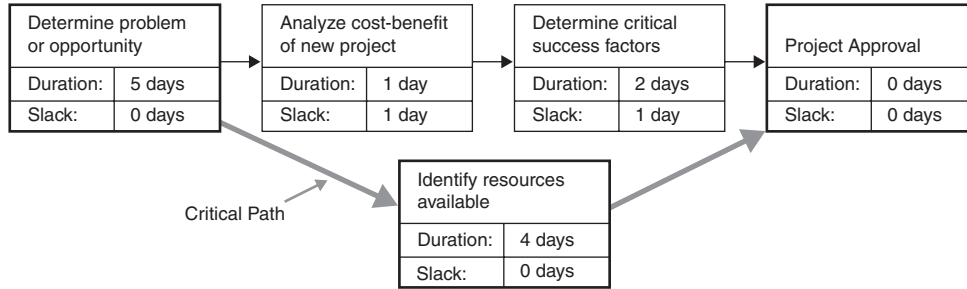 Determine problem
or opportunity
Duration: 5 days
Slack: 0 days
Analyze cost-benefit
of new project
Duration: 1 day
Slack: 1 day
Determine critical
success factors
Duration: 2 days
Slack: 1 day
Project Approval
Duration: 0 days
Slack: 0 days
Critical Path
Identify resources
available
Duration: 4 days
Slack: 0 days